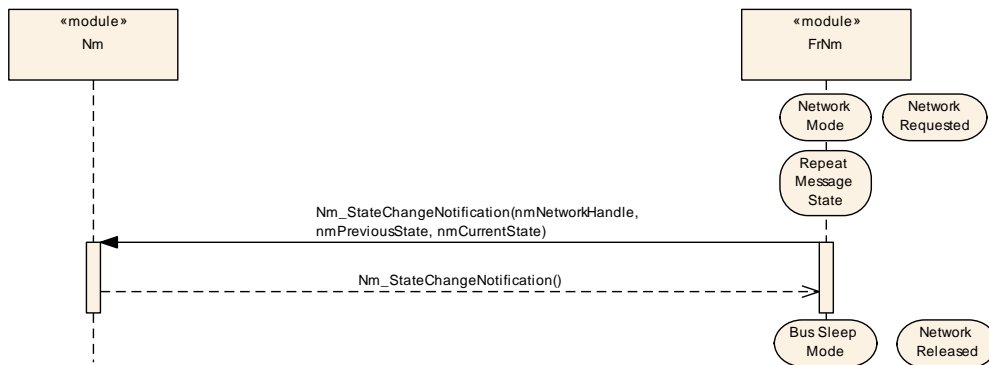 «module»
Nm
«module»
FrNm
Network
Mode
Network
Requested
Repeat
Message
State
Nm_StateChangeNotification(nmNetworkHandle,
nmPreviousState, nmCurrentState)
Nm_StateChangeNotification()
Bus Sleep
Mode
Network
Released